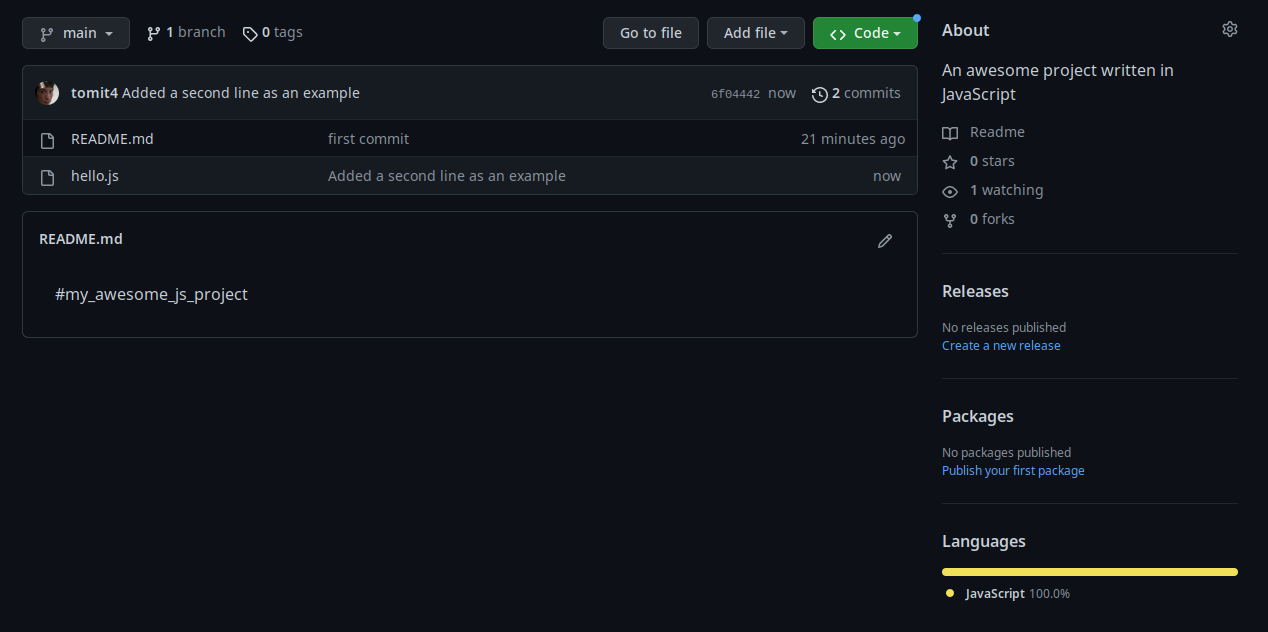 main 1 branch 0 tags Go to file Add file Code
tomit4 Added a second line as an example 6f04442 now 2 commits
README.md first commit 21 minutes ago
hello.js Added a second line as an example now
README.md
#my_awesome_js_project
About
An awesome project written in
JavaScript
Readme
0 stars
1 watching
0 forks
Releases
No releases published
Create a new release
Packages
No packages published
Publish your first package
Languages
JavaScript 100.0%